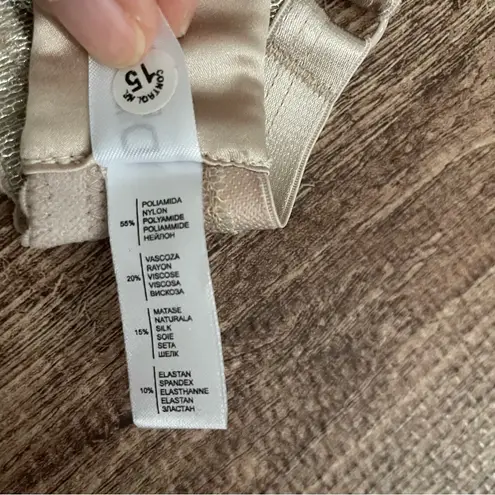 CONTROL NR.
15
55% POLIAMIDA
NYLON
POLYAMIDE
POLIAMMIDE
НЕЙЛОН
20% VASCOZA
RAYON
VISCOSE
VISCOSA
ВИСКОЗА
15% MATASE
NATURALA
SILK
SOIE
SETA
ШЕЛК
10% ELASTAN
SPANDEX
ELASTHANNE
ELASTAN
ЭЛАСТАН